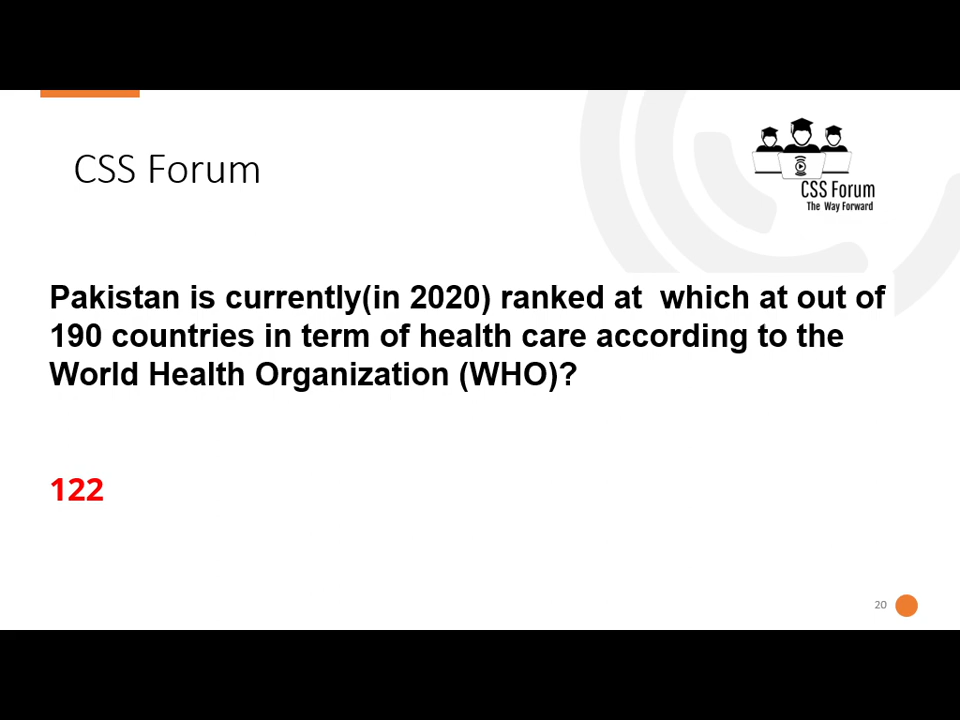 CSS Forum
CSS Forum
The Way Forward
Pakistan is currently(in 2020) ranked at  which at out of
190 countries in term of health care according to the
World Health Organization (WHO)?
122
20